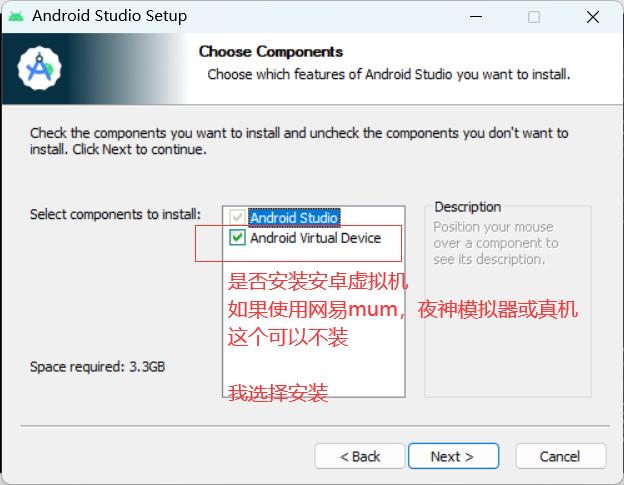 Android Studio Setup
Choose Components
Choose which features of Android Studio you want to install.
Check the components you want to install and uncheck the components you don't want to
install. Click Next to continue.
Select components to install:
Android Studio
Android Virtual Device
Description
Position your mouse
over a component to
see its description.
是否安装安卓虚拟机
如果使用网易mum，夜神模拟器或真机
这个可以不装
Space required: 3.3GB
我选择安装
< Back
Next >
Cancel